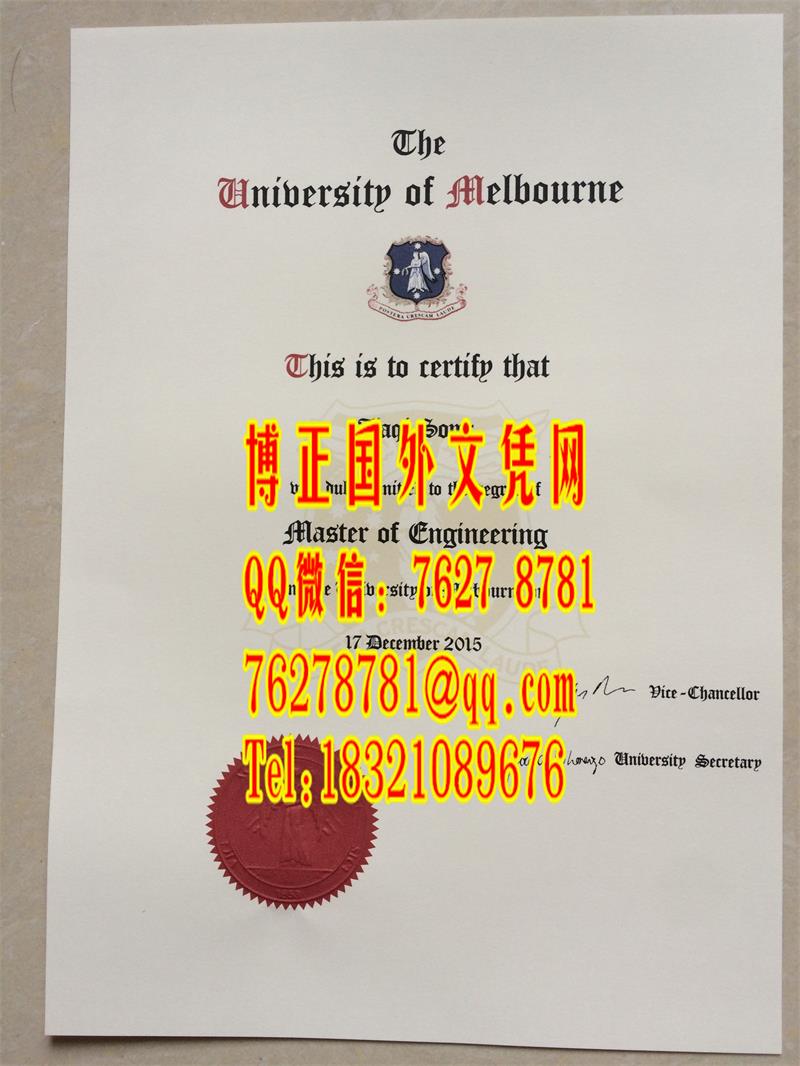 The
University of Melbourne
POSTERA CRESCAM LAUDE
This is to certify that
博正国外文凭网
Master of Engineering
QQ微信：7627 8781
CRESCAM
17 December 2015
LAUDE
76278781@qq.com
Vice-Chancellor
Tel:18321089676
University Secretary